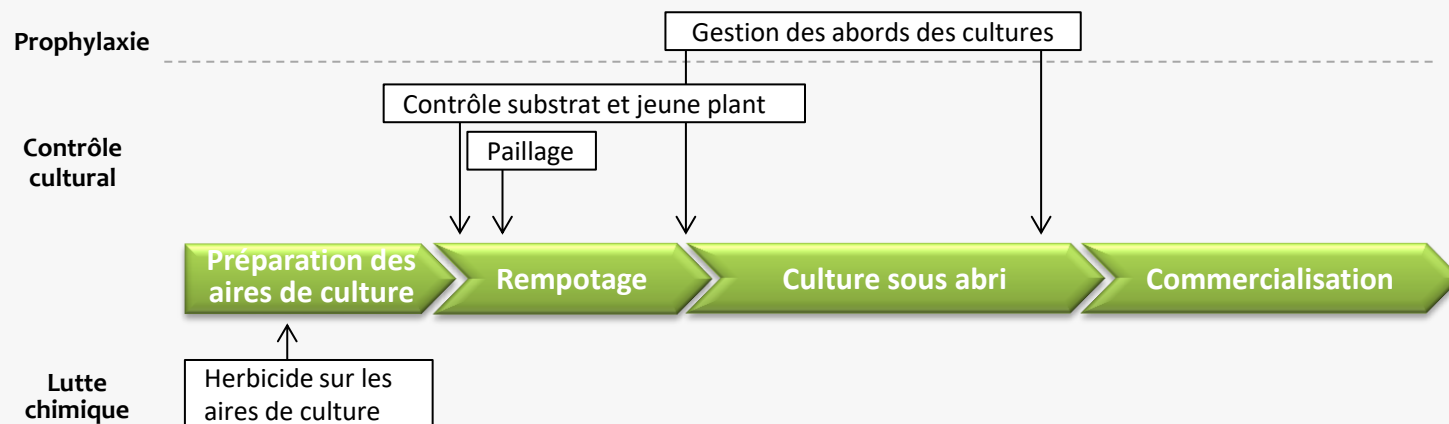 Prophylaxie
Gestion des abords des cultures
Contrôle substrat et jeune plant
Contrôle
cultural
Paillage
Préparation des
aires de culture
Rempotage
Culture sous abri
Commercialisation
Lutte
chimique
Herbicide sur les
aires de culture